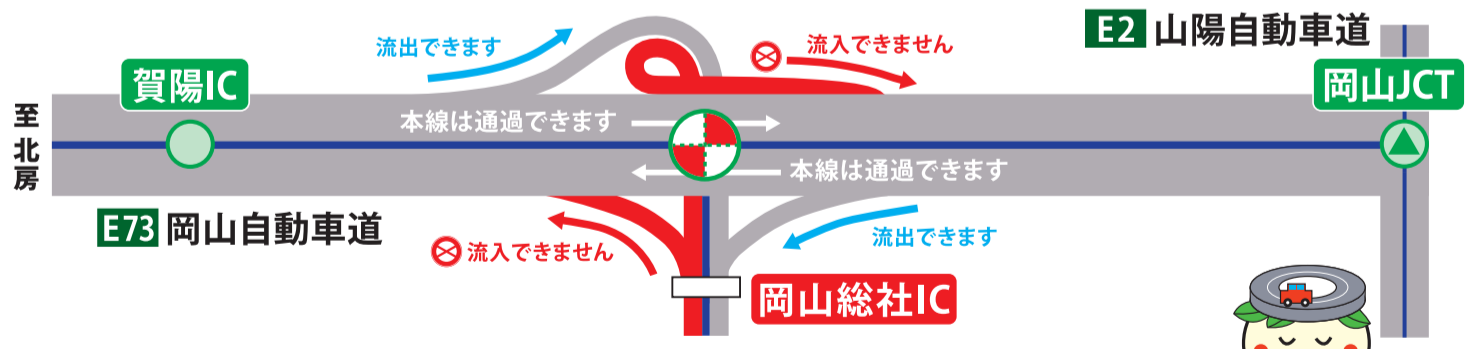 E2 山陽自動車道
流出できます
流入できません
賀陽IC
岡山JCT
至北房
本線は通過できます
本線は通過できます
E73 岡山自動車道
流入できません
流出できます
岡山総社IC